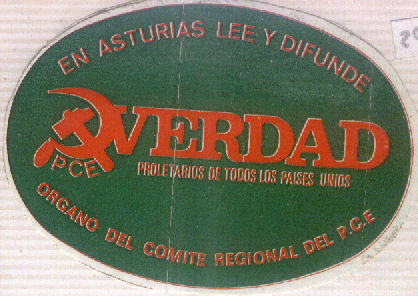 EN ASTURIAS LEE Y DIFUNDE
VERDAD
PCE
PROLETARIOS DE TODOS LOS PAISES UNIOS
ORGANO DEL COMITE REGIONAL DEL P.C.E